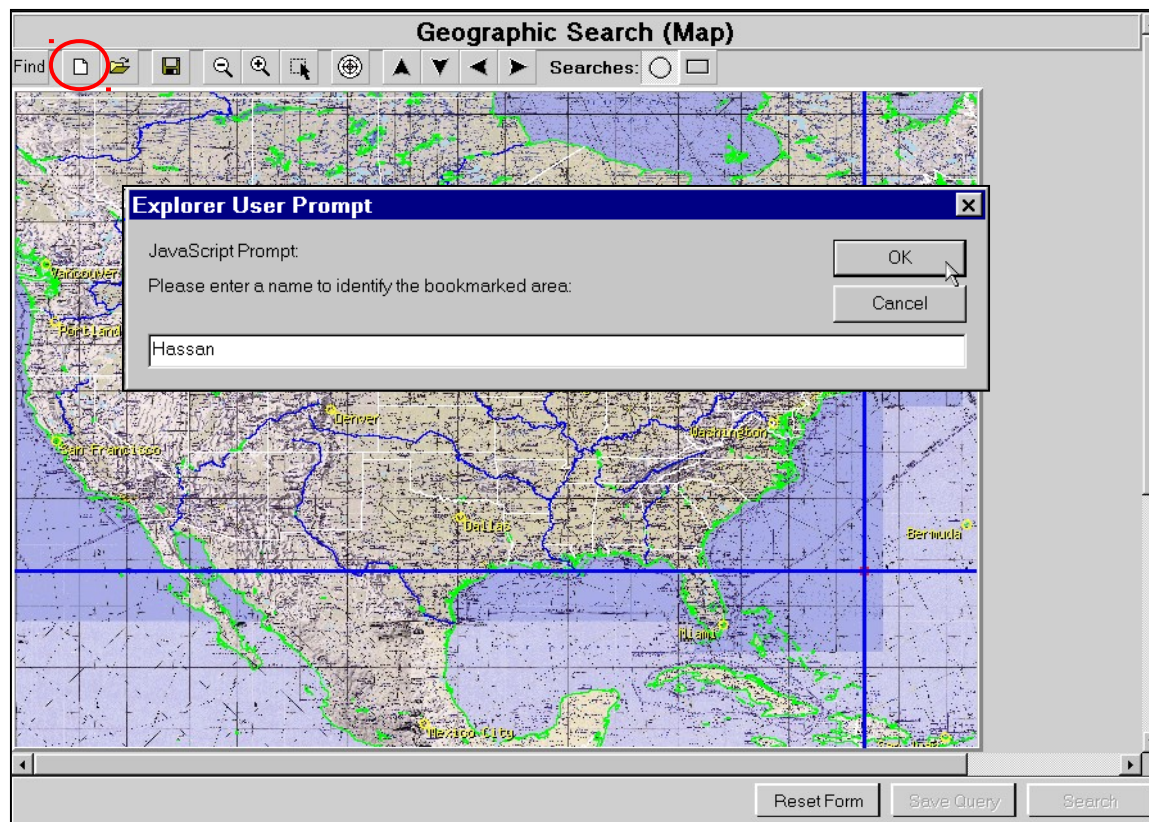 Geographic Search (Map)
Find
Searches:
Explorer User Prompt
JavaScript Prompt:
OK
Please enter a name to identify the bookmarked area:
Cancel
Hassan
Vancouver
Portland
Denver
Washington
San Francisco
Dallas
Bermuda
Miami
Mexico City
Reset Form Save Query Search